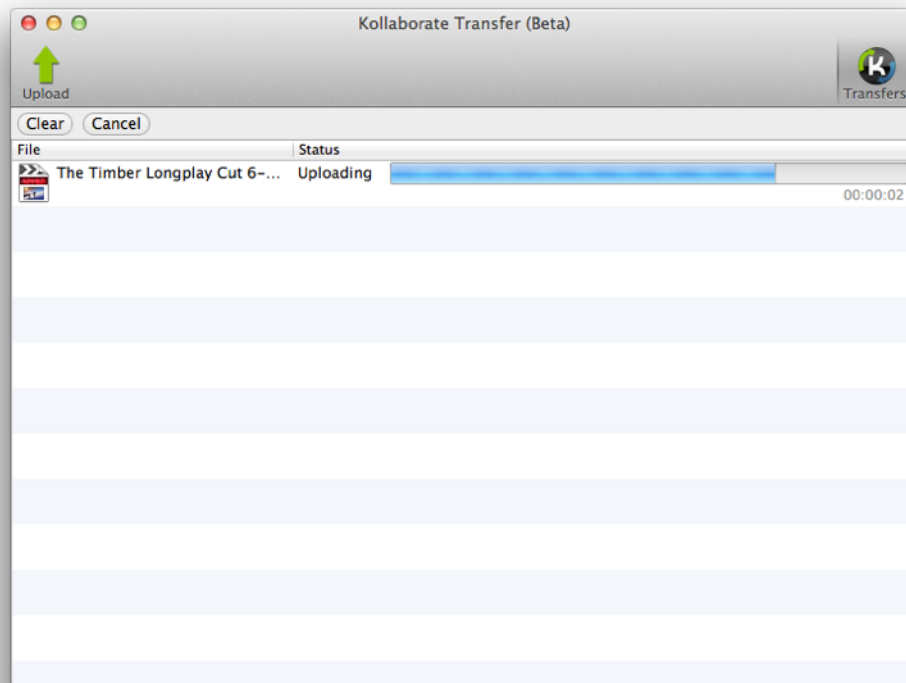 Kollaborate Transfer (Beta)
Upload
K
Transfers
Clear Cancel
File Status
The Timber Longplay Cut 6-... Uploading
00:00:02